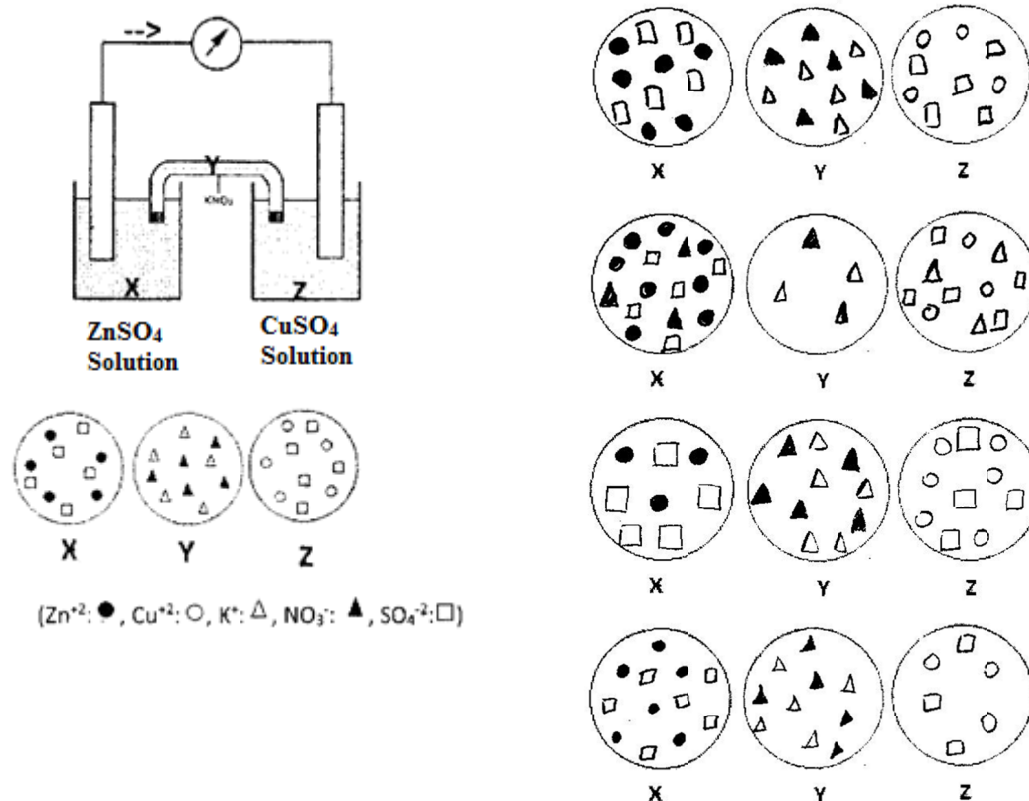 -->
Y
KNO₃
X
Z
ZnSO₄
Solution
CuSO₄
Solution
X Y Z
(Zn⁺²: ●, Cu⁺²: ○, K⁺: △, NO₃⁻: ▲, SO₄⁻²: □)
X Y Z
X Y Z
X Y Z
X Y Z